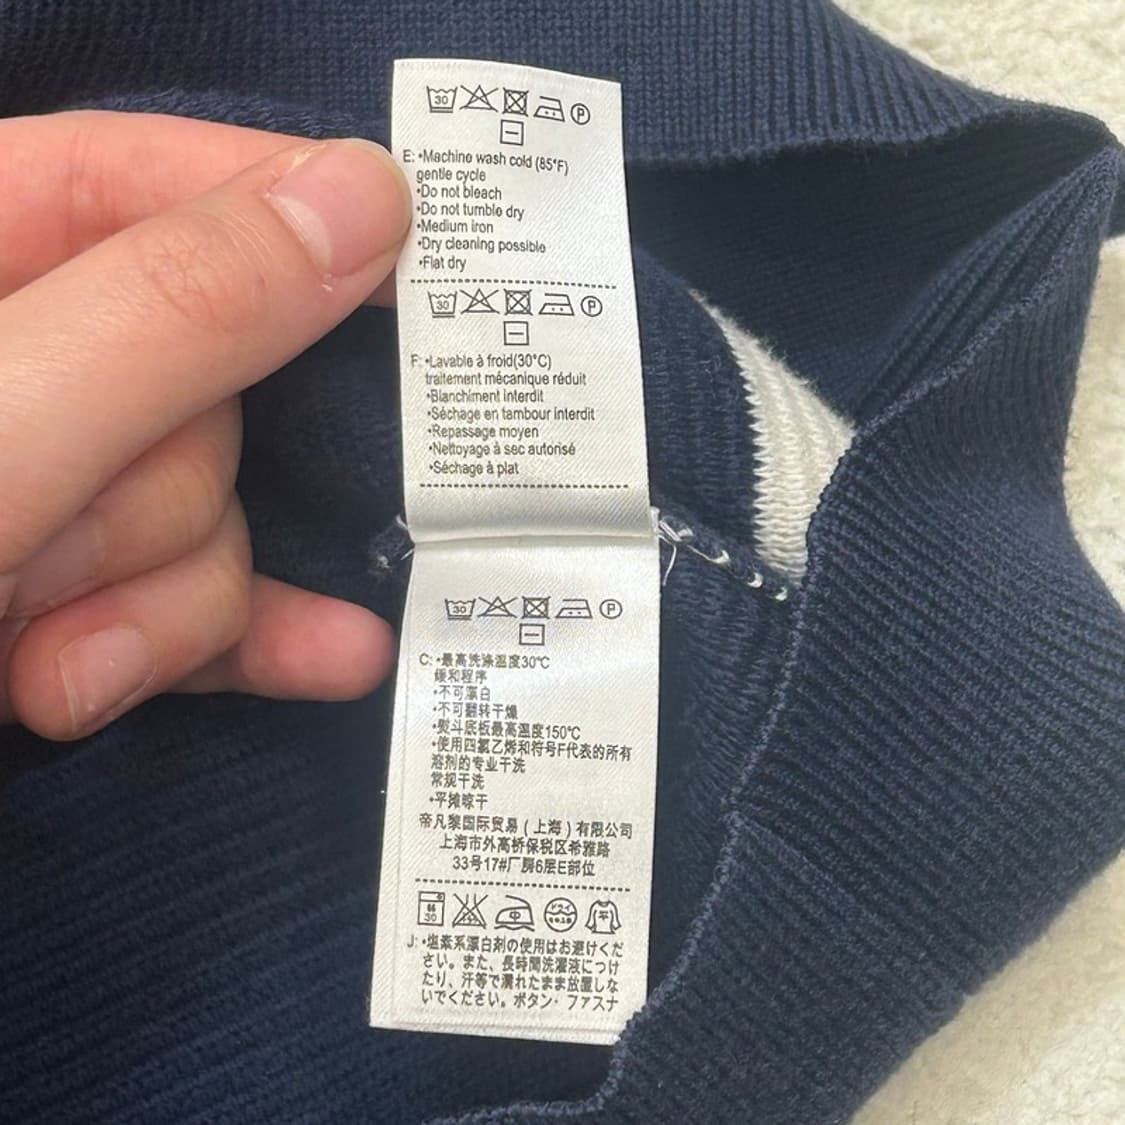 30 P
E: •Machine wash cold (85°F)
gentle cycle
•Do not bleach
•Do not tumble dry
•Medium iron
•Dry cleaning possible
•Flat dry
30 P
F: •Lavable à froid(30°C)
traitement mécanique réduit
•Blanchiment interdit
•Séchage en tambour interdit
•Repassage moyen
•Nettoyage à sec autorisé
•Séchage à plat
30 P
C: •最高洗涤温度30℃
缓和程序
•不可漂白
•不可翻转干燥
•熨斗底板最高温度150℃
•使用四氯乙烯和符号F代表的所有
溶剂的专业干洗
常规干洗
•平摊晾干
帝凡黎国际贸易(上海)有限公司
上海市外高桥保税区希雅路
33号17#厂房6层E部位
30 中 ドライ 平
J: •塩素系漂白剤の使用はお避けくだ
さい。また、長時間洗濯液につけ
たり、汗等で濡れたまま放置しな
いでください。ボタン・ファスナ